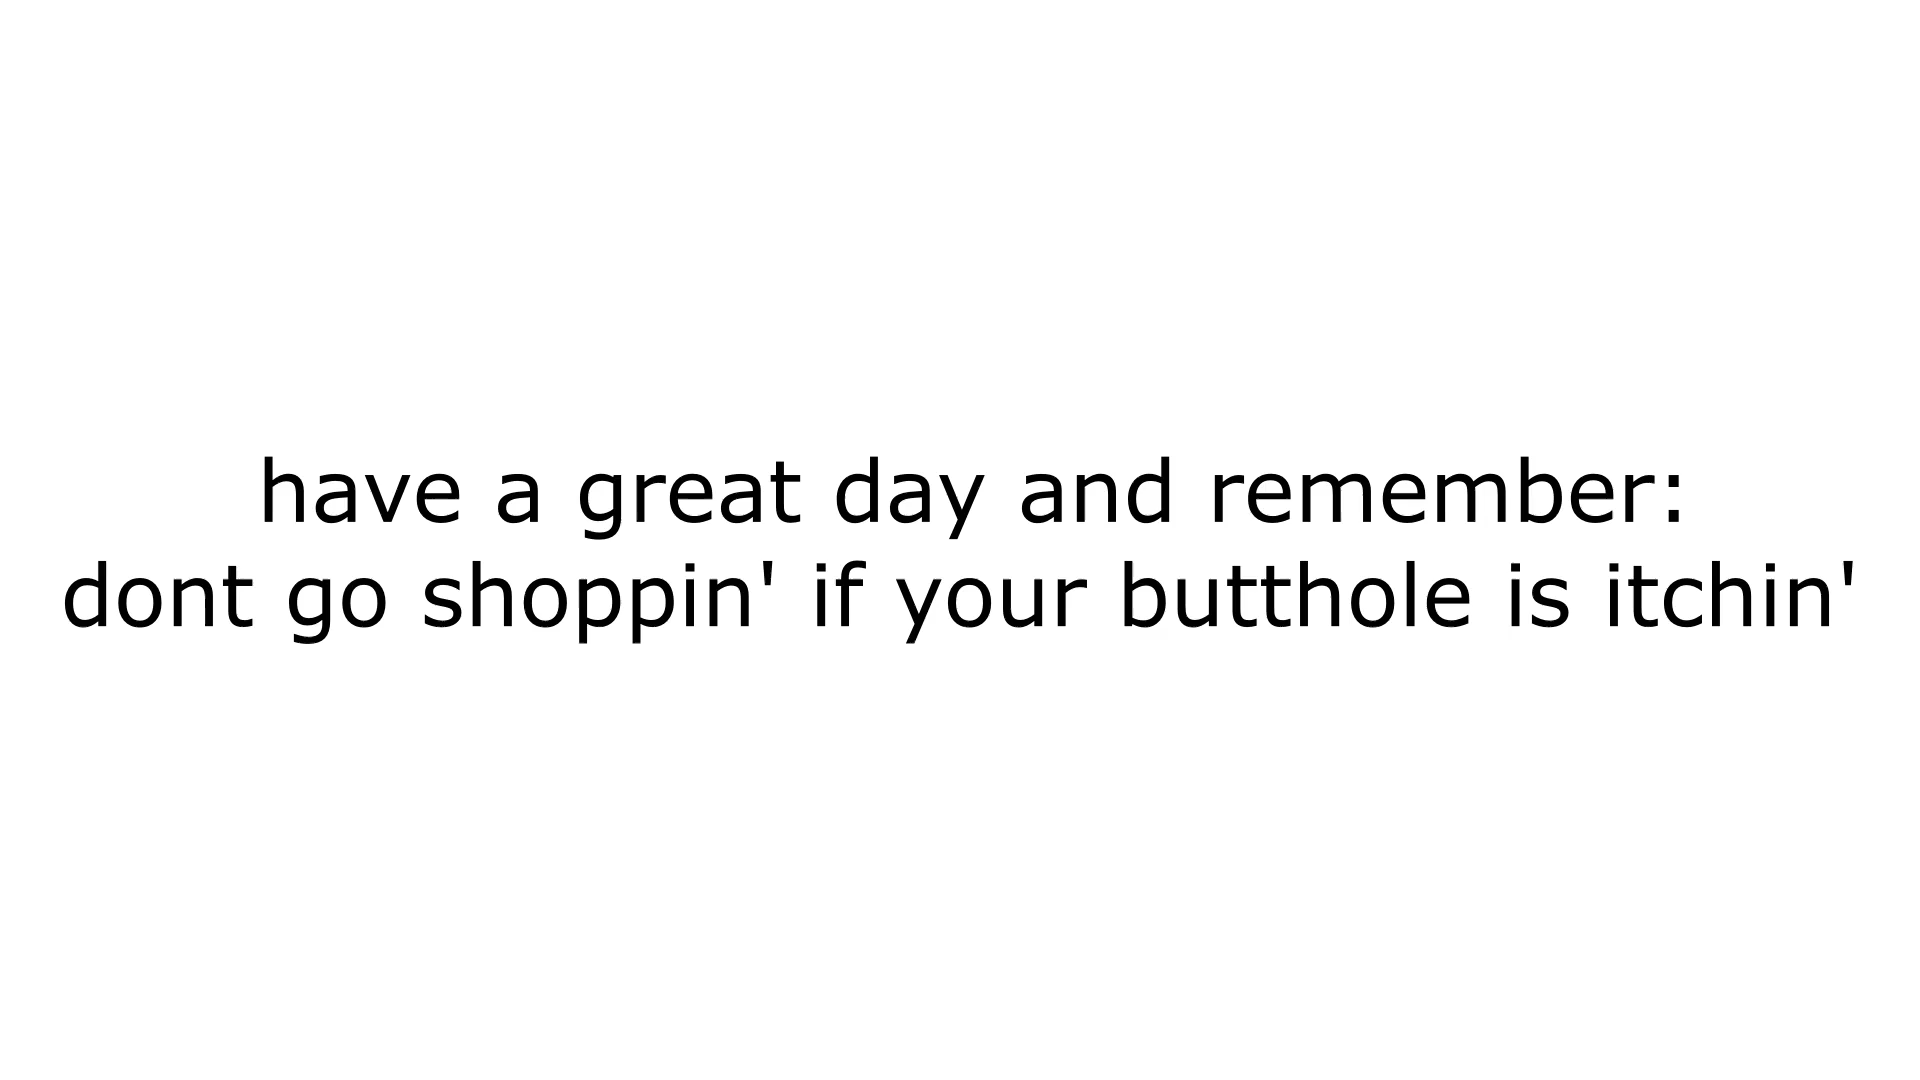 have a great day and remember:
dont go shoppin' if your butthole is itchin'